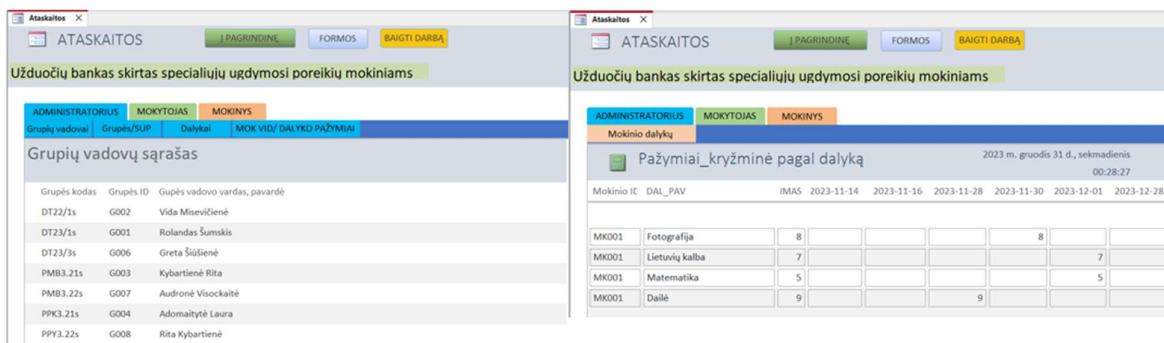 Ataskaitos
ATASKAITOS Į PAGRINDINĘ FORMOS BAIGTI DARBĄ
Užduočių bankas skirtas specialiųjų ugdymosi poreikių mokiniams
ADMINISTRATORIUS MOKYTOJAS MOKINYS
Grupių vadovai Grupės/SUP Dalykai MOK VID/ DALYKO PAŽYMIAI
Grupių vadovų sąrašas
Grupės kodas Grupės ID Gupės vadovo vardas, pavardė
DT22/1s G002 Vida Misevičienė
DT23/1s G001 Rolandas Šumskis
DT23/3s G006 Greta Šiūšienė
PMB3.21s G003 Kybartienė Rita
PMB3.22s G007 Audronė Visockaitė
PPK3.21s G004 Adomaitytė Laura
PPY3.22s G008 Rita Kybartienė
Ataskaitos
ATASKAITOS Į PAGRINDINĘ FORMOS BAIGTI DARBĄ
Užduočių bankas skirtas specialiųjų ugdymosi poreikių mokiniams
ADMINISTRATORIUS MOKYTOJAS MOKINYS
Mokinio dalykų
Pažymiai_kryžminė pagal dalyką 2023 m. gruodis 31 d., sekmadienis
00:28:27
Mokinio IC DAL_PAV IMAS 2023-11-14 2023-11-16 2023-11-28 2023-11-30 2023-12-01 2023-12-28
MK001 Fotografija 8 8
MK001 Lietuvių kalba 7 7
MK001 Matematika 5 5
MK001 Dailė 9 9